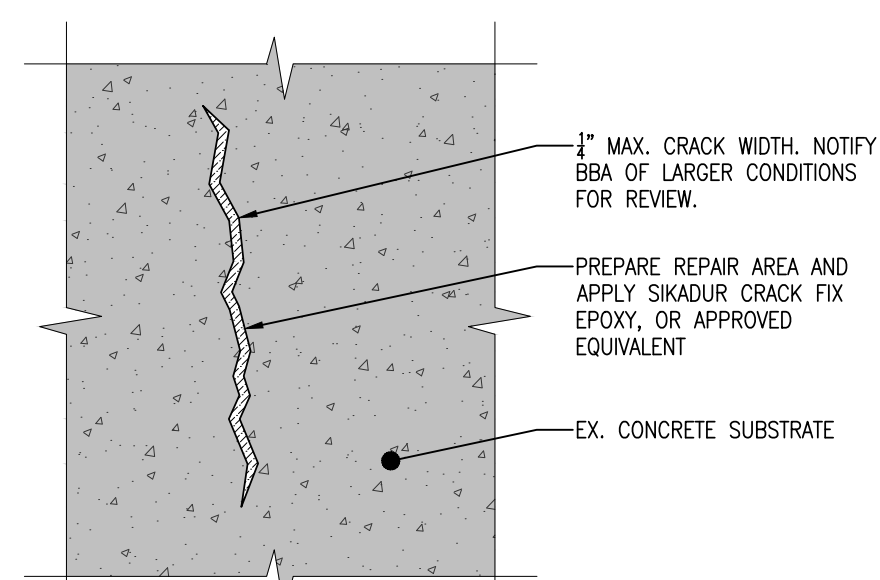 1/4" MAX. CRACK WIDTH. NOTIFY
BBA OF LARGER CONDITIONS
FOR REVIEW.
PREPARE REPAIR AREA AND
APPLY SIKADUR CRACK FIX
EPOXY, OR APPROVED
EQUIVALENT
EX. CONCRETE SUBSTRATE